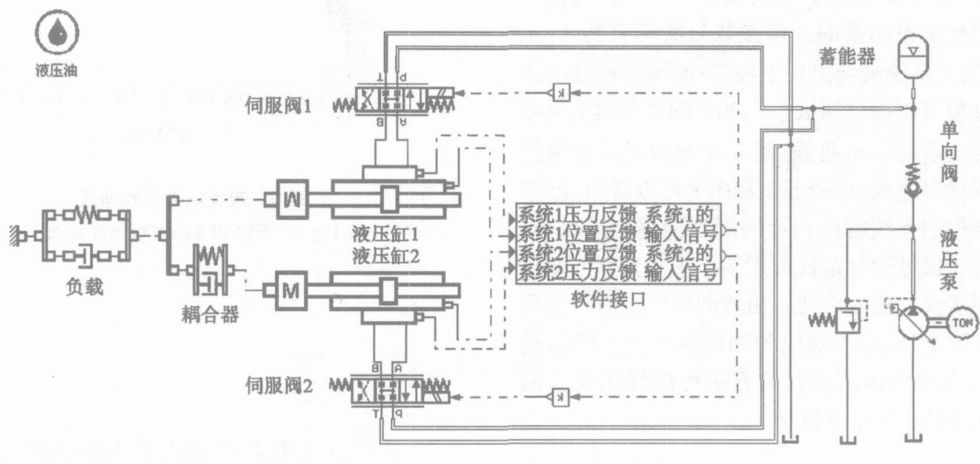 液压油
蓄能器
单向阀
液压泵
TOM
伺服阀1
T P
B A
K
M
液压缸1
液压缸2
M
负载
耦合器
系统1压力反馈 系统1的
系统1位置反馈 输入信号
系统2位置反馈 系统2的
系统2压力反馈 输入信号
软件接口
伺服阀2
B A
T P
K